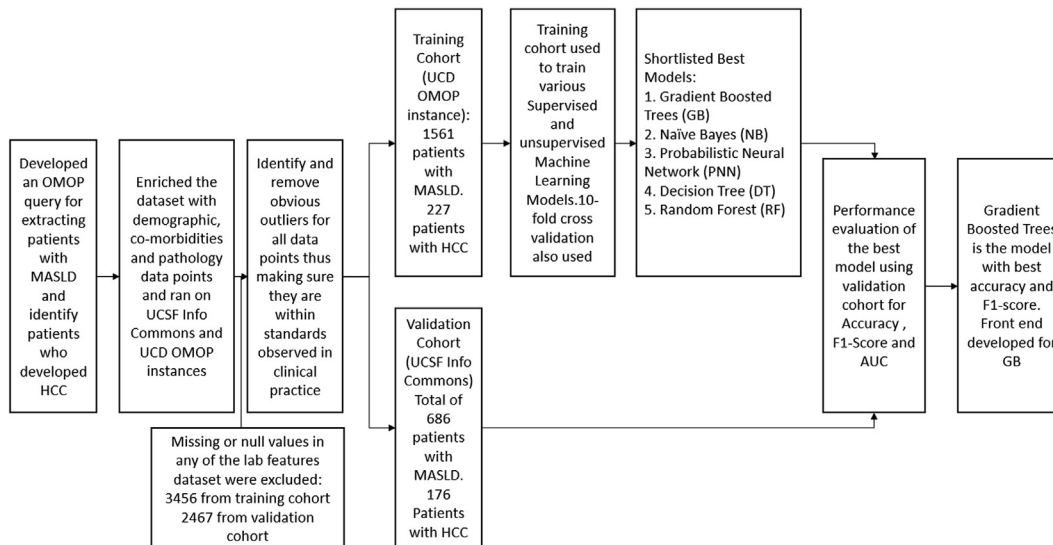 Developed
an OMOP
query for
extracting
patients
with
MASLD
and
identify
patients
who
developed
HCC
Enriched the
dataset with
demographic,
co-morbidities
and pathology
data points
and ran on
UCSF Info
Commons and
UCD OMOP
instances
Missing or null values in
any of the lab features
dataset were excluded:
3456 from training cohort
2467 from validation
cohort
Identify and
remove
obvious
outliers for
all data
points thus
making sure
they are
within
standards
observed in
clinical
practice
Training
Cohort
(UCD
OMOP
instance):
1561
patients
with
MASLD.
227
patients
with HCC
Validation
Cohort
(UCSF Info
Commons)
Total of
686
patients
with
MASLD.
176
Patients
with HCC
Training
cohort used
to train
various
Supervised
and
unsupervised
Machine
Learning
Models.10-
fold cross
validation
also used
Shortlisted Best
Models:
1. Gradient Boosted
Trees (GB)
2. Naïve Bayes (NB)
3. Probabilistic Neural
Network (PNN)
4. Decision Tree (DT)
5. Random Forest (RF)
Performance
evaluation of
the best
model using
validation
cohort for
Accuracy ,
F1-Score and
AUC
Gradient
Boosted Trees
is the model
with best
accuracy and
F1-score.
Front end
developed for
GB